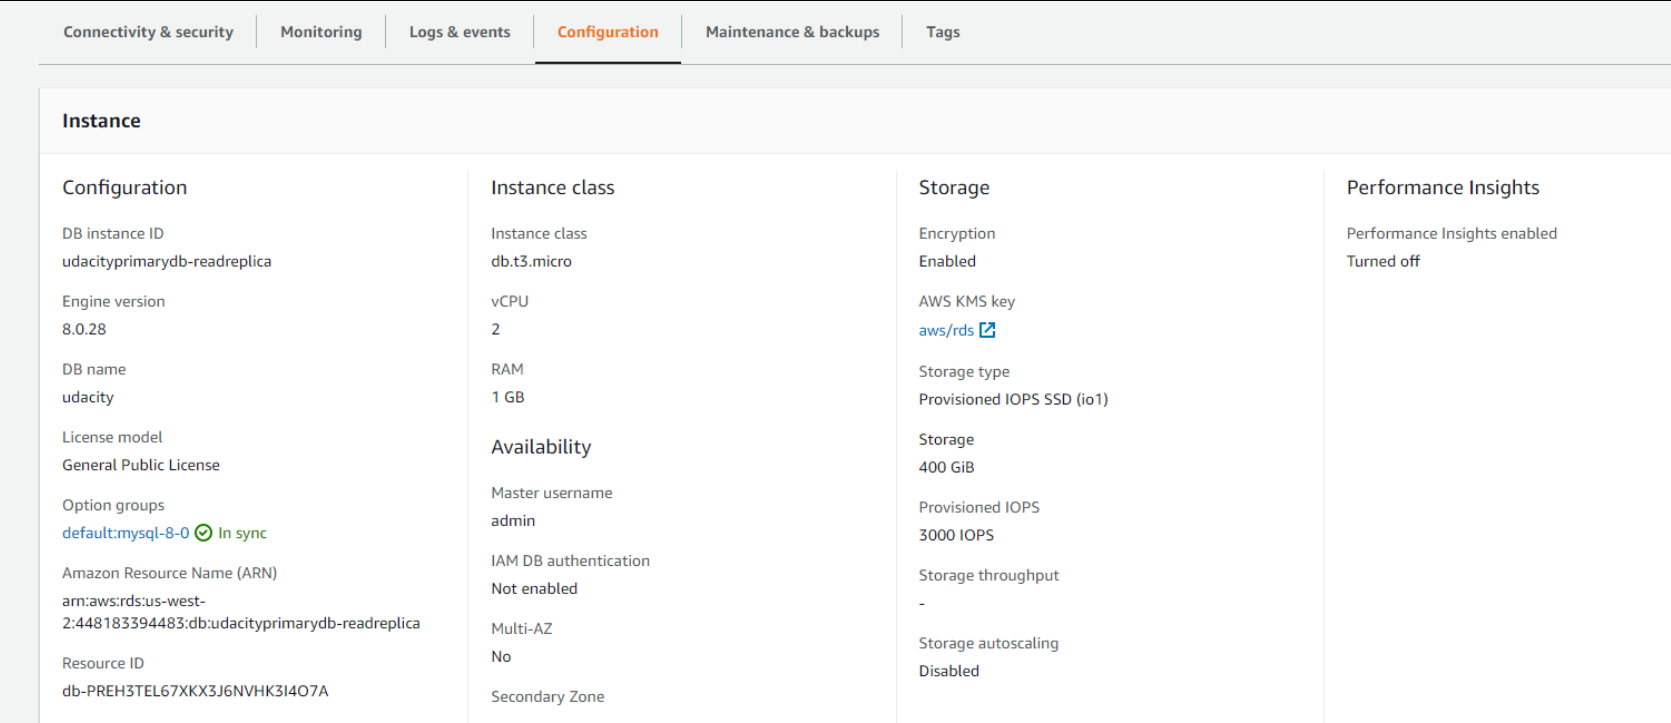 Connectivity & security
Monitoring
Logs & events
Configuration
Maintenance & backups
Tags
Instance
Configuration
DB instance ID
udacityprimarydb-readreplica
Engine version
8.0.28
DB name
udacity
License model
General Public License
Option groups
default:mysql-8-0 In sync
Amazon Resource Name (ARN)
arn:aws:rds:us-west-
2:448183394483:db:udacityprimarydb-readreplica
Resource ID
db-PREH3TEL67XKX3J6NVHK3I4O7A
Instance class
Instance class
db.t3.micro
vCPU
2
RAM
1 GB
Availability
Master username
admin
IAM DB authentication
Not enabled
Multi-AZ
No
Secondary Zone
Storage
Encryption
Enabled
AWS KMS key
aws/rds
Storage type
Provisioned IOPS SSD (io1)
Storage
400 GiB
Provisioned IOPS
3000 IOPS
Storage throughput
-
Storage autoscaling
Disabled
Performance Insights
Performance Insights enabled
Turned off